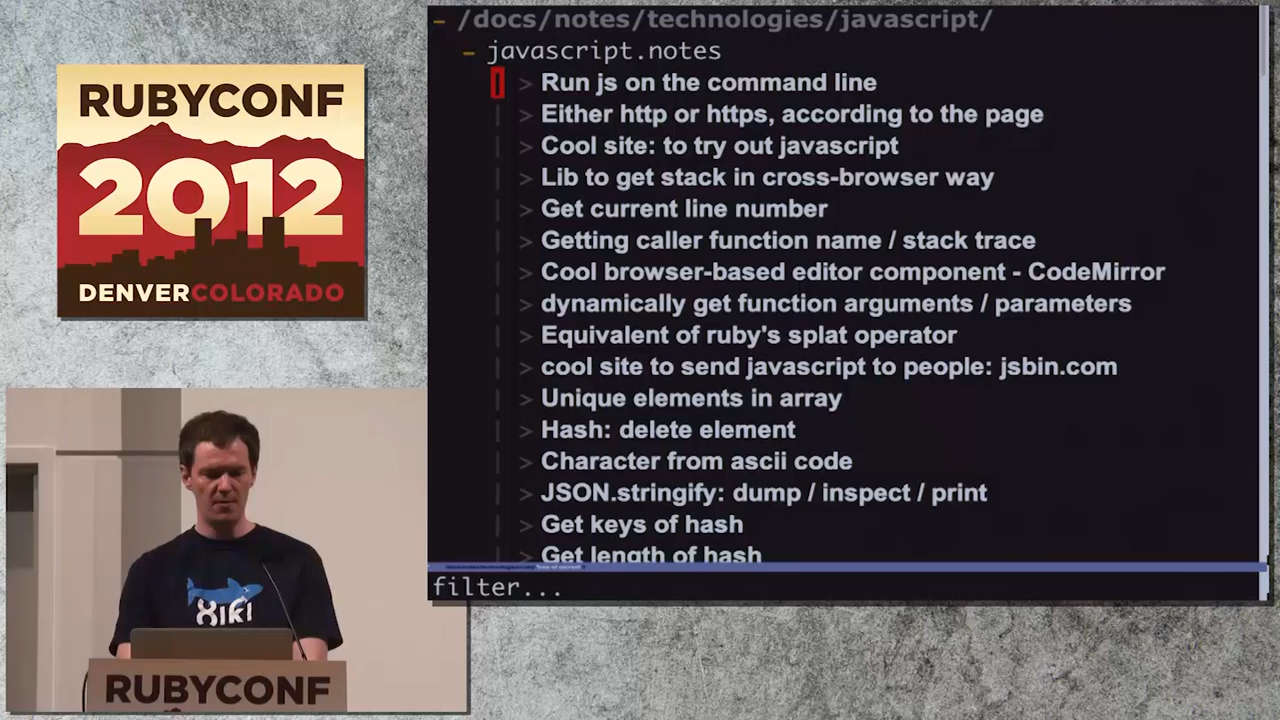 RUBYCONF
2012
DENVERCOLORADO
- /docs/notes/technologies/javascript/
- javascript.notes
| > Run js on the command line
| > Either http or https, according to the page
| > Cool site: to try out javascript
| > Lib to get stack in cross-browser way
| > Get current line number
| > Getting caller function name / stack trace
| > Cool browser-based editor component - CodeMirror
| > dynamically get function arguments / parameters
| > Equivalent of ruby's splat operator
| > cool site to send javascript to people: jsbin.com
| > Unique elements in array
| > Hash: delete element
| > Character from ascii code
| > JSON.stringify: dump / inspect / print
| > Get keys of hash
| > Get length of hash
filter...
xiki
RUBYCONF